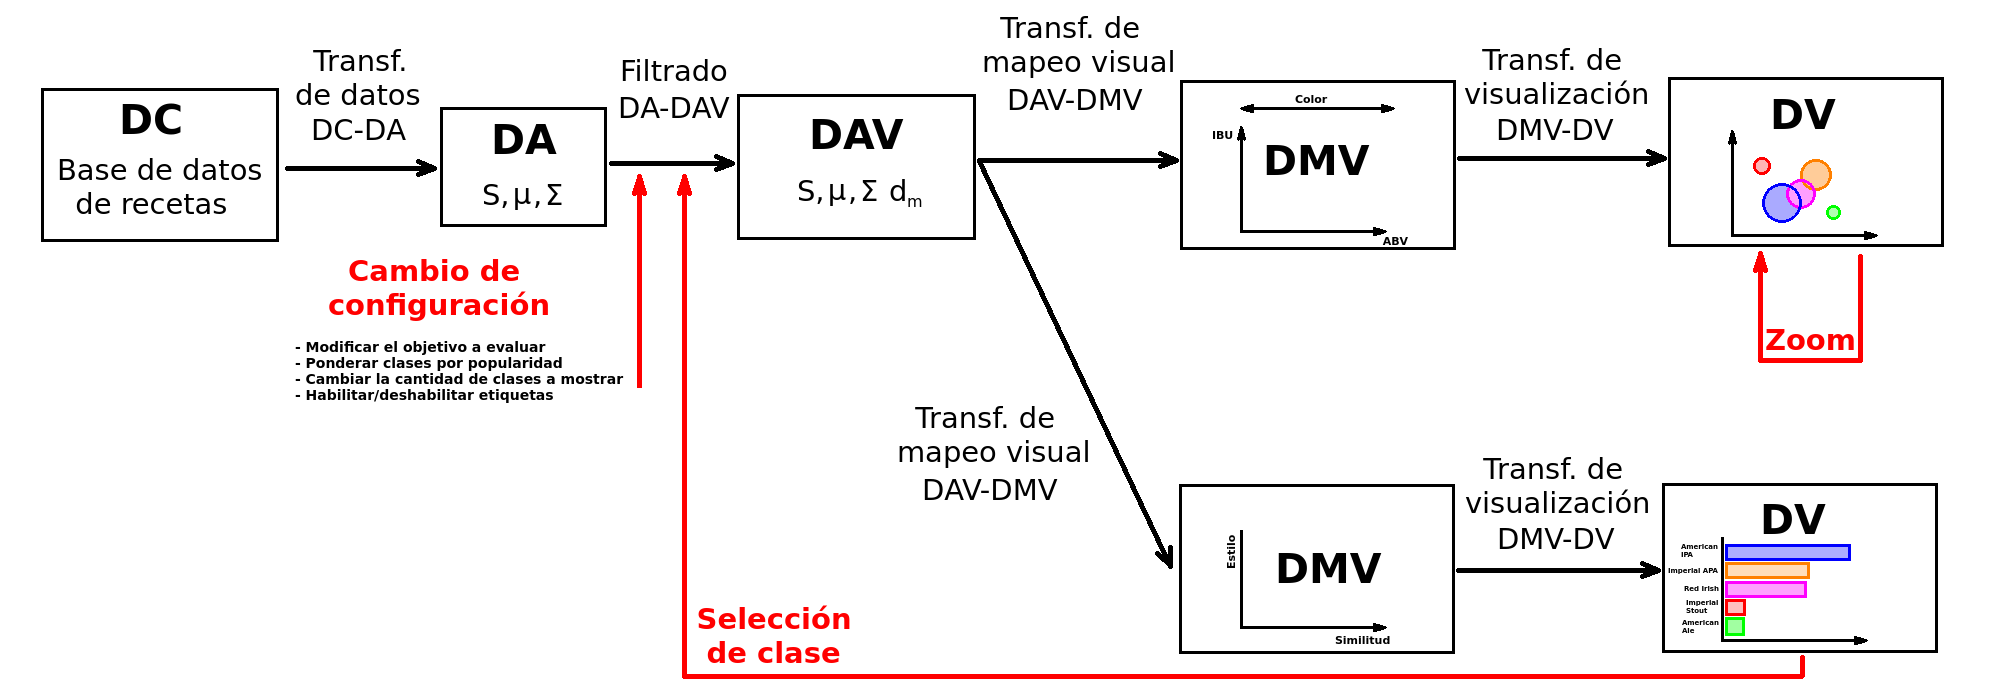 DC
Base de datos
de recetas
Transf.
de datos
DC-DA
DA
S, μ, Σ
Filtrado
DA-DAV
DAV
S, μ, Σ dm
Transf. de
mapeo visual
DAV-DMV
Color
IBU
DMV
ABV
Transf. de
visualización
DMV-DV
DV
Zoom
Cambio de
configuración
- Modificar el objetivo a evaluar
- Ponderar clases por popularidad
- Cambiar la cantidad de clases a mostrar
- Habilitar/deshabilitar etiquetas
Transf. de
mapeo visual
DAV-DMV
Estilo
DMV
Similitud
Transf. de
visualización
DMV-DV
DV
American
IPA
Imperial APA
Red Irish
Imperial
Stout
American
Ale
Selección
de clase